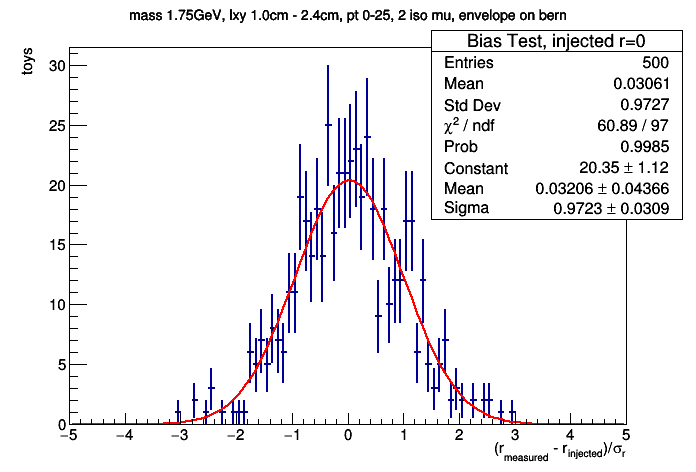 mass 1.75GeV, lxy 1.0cm - 2.4cm, pt 0-25, 2 iso mu, envelope on bern
Bias Test, injected r=0
Entries 500
Mean 0.03061
Std Dev 0.9727
χ² / ndf 60.89 / 97
Prob 0.9985
Constant 20.35 ± 1.12
Mean 0.03206 ± 0.04366
Sigma 0.9723 ± 0.0309
toys
30
25
20
15
10
5
0
−5 −4 −3 −2 −1 0 1 2 3 4 5
(r_measured - r_injected)/σ_r